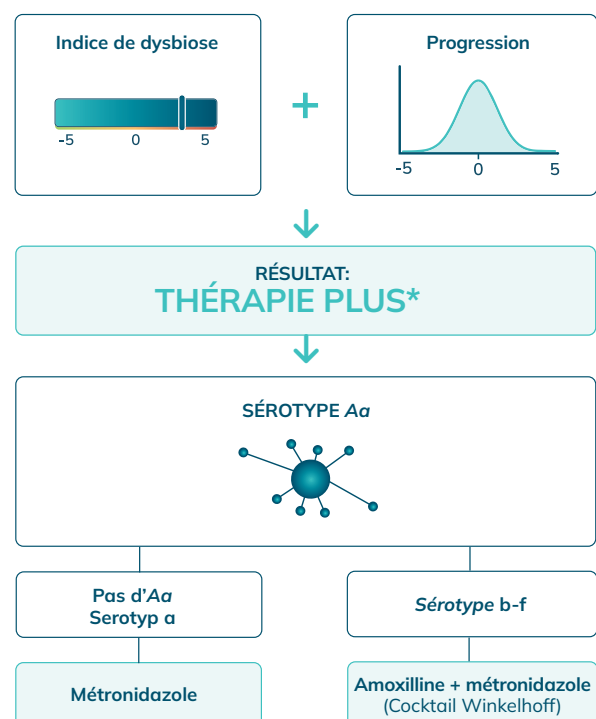 Indice de dysbiose
-5 0 5
+
Progression
-5 0 5
RÉSULTAT:
THÉRAPIE PLUS*
SÉROTYPE Aa
Pas d'Aa
Serotyp a
Sérotype b-f
Métronidazole
Amoxilline + métronidazole
(Cocktail Winkelhoff)